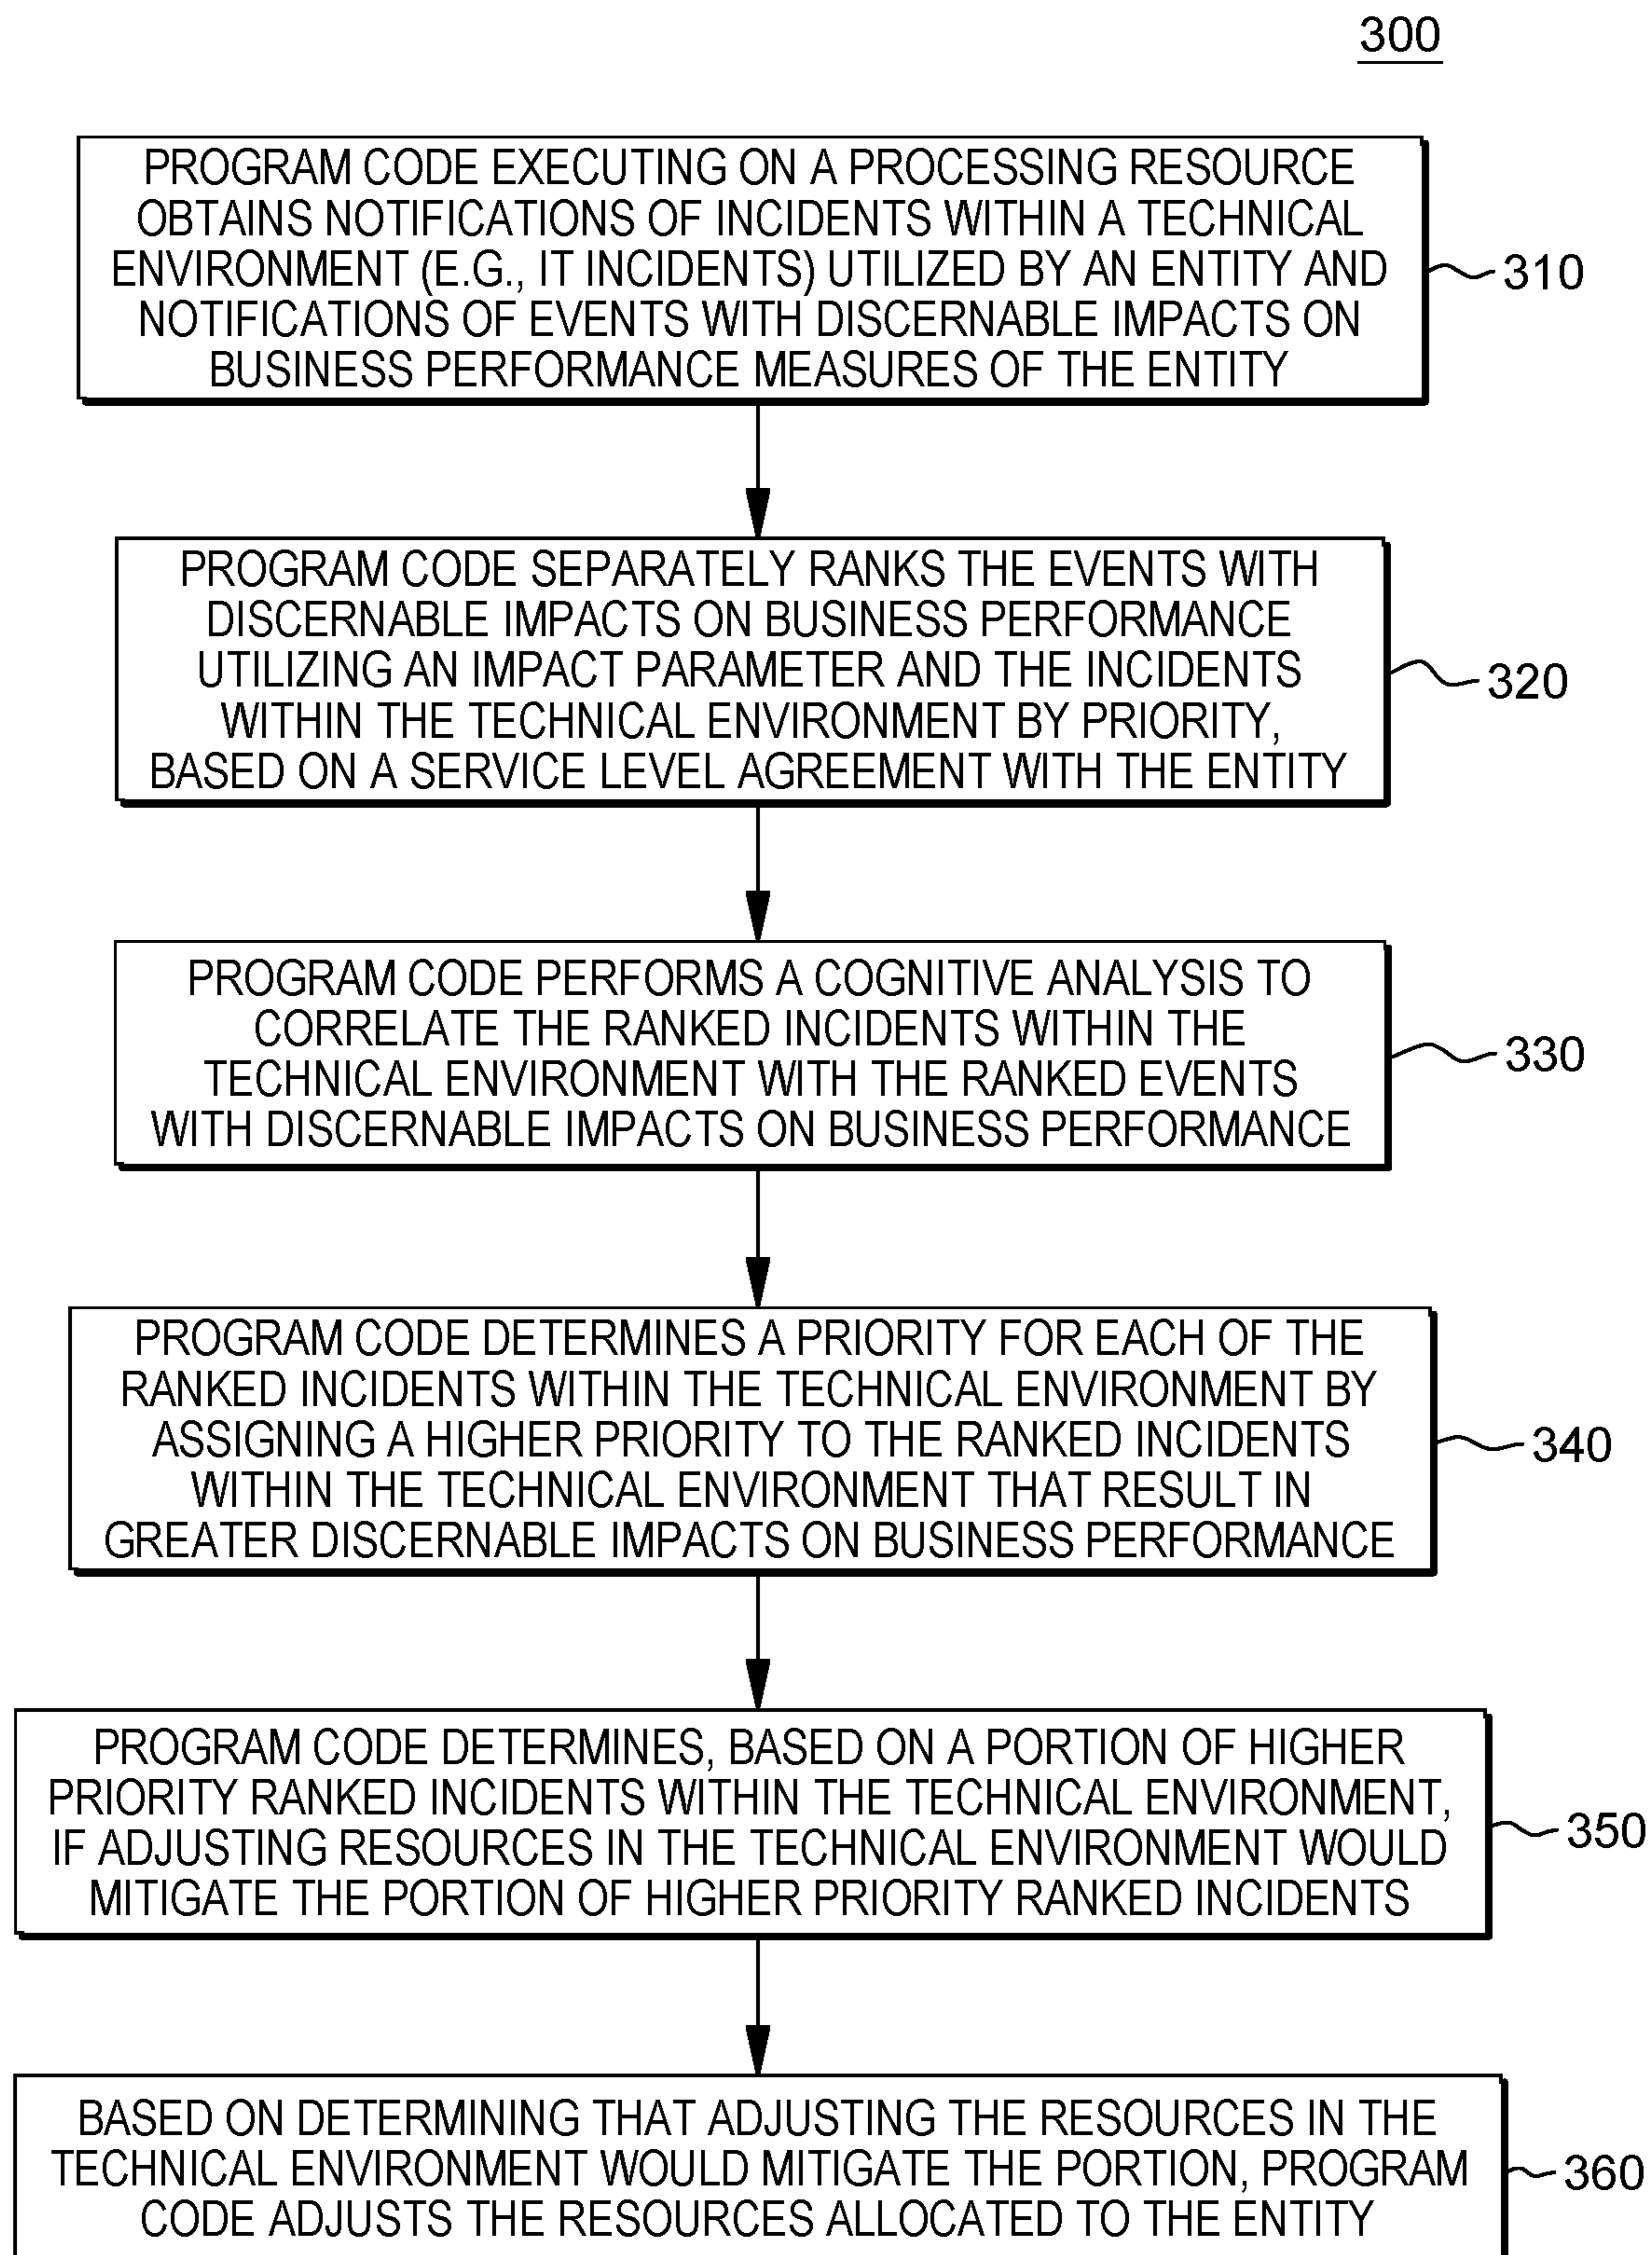 300
PROGRAM CODE EXECUTING ON A PROCESSING RESOURCE
OBTAINS NOTIFICATIONS OF INCIDENTS WITHIN A TECHNICAL
ENVIRONMENT (E.G., IT INCIDENTS) UTILIZED BY AN ENTITY AND
NOTIFICATIONS OF EVENTS WITH DISCERNABLE IMPACTS ON
BUSINESS PERFORMANCE MEASURES OF THE ENTITY
310
PROGRAM CODE SEPARATELY RANKS THE EVENTS WITH
DISCERNABLE IMPACTS ON BUSINESS PERFORMANCE
UTILIZING AN IMPACT PARAMETER AND THE INCIDENTS
WITHIN THE TECHNICAL ENVIRONMENT BY PRIORITY,
BASED ON A SERVICE LEVEL AGREEMENT WITH THE ENTITY
320
PROGRAM CODE PERFORMS A COGNITIVE ANALYSIS TO
CORRELATE THE RANKED INCIDENTS WITHIN THE
TECHNICAL ENVIRONMENT WITH THE RANKED EVENTS
WITH DISCERNABLE IMPACTS ON BUSINESS PERFORMANCE
330
PROGRAM CODE DETERMINES A PRIORITY FOR EACH OF THE
RANKED INCIDENTS WITHIN THE TECHNICAL ENVIRONMENT BY
ASSIGNING A HIGHER PRIORITY TO THE RANKED INCIDENTS
WITHIN THE TECHNICAL ENVIRONMENT THAT RESULT IN
GREATER DISCERNABLE IMPACTS ON BUSINESS PERFORMANCE
340
PROGRAM CODE DETERMINES, BASED ON A PORTION OF HIGHER
PRIORITY RANKED INCIDENTS WITHIN THE TECHNICAL ENVIRONMENT,
IF ADJUSTING RESOURCES IN THE TECHNICAL ENVIRONMENT WOULD
MITIGATE THE PORTION OF HIGHER PRIORITY RANKED INCIDENTS
350
BASED ON DETERMINING THAT ADJUSTING THE RESOURCES IN THE
TECHNICAL ENVIRONMENT WOULD MITIGATE THE PORTION, PROGRAM
CODE ADJUSTS THE RESOURCES ALLOCATED TO THE ENTITY
360